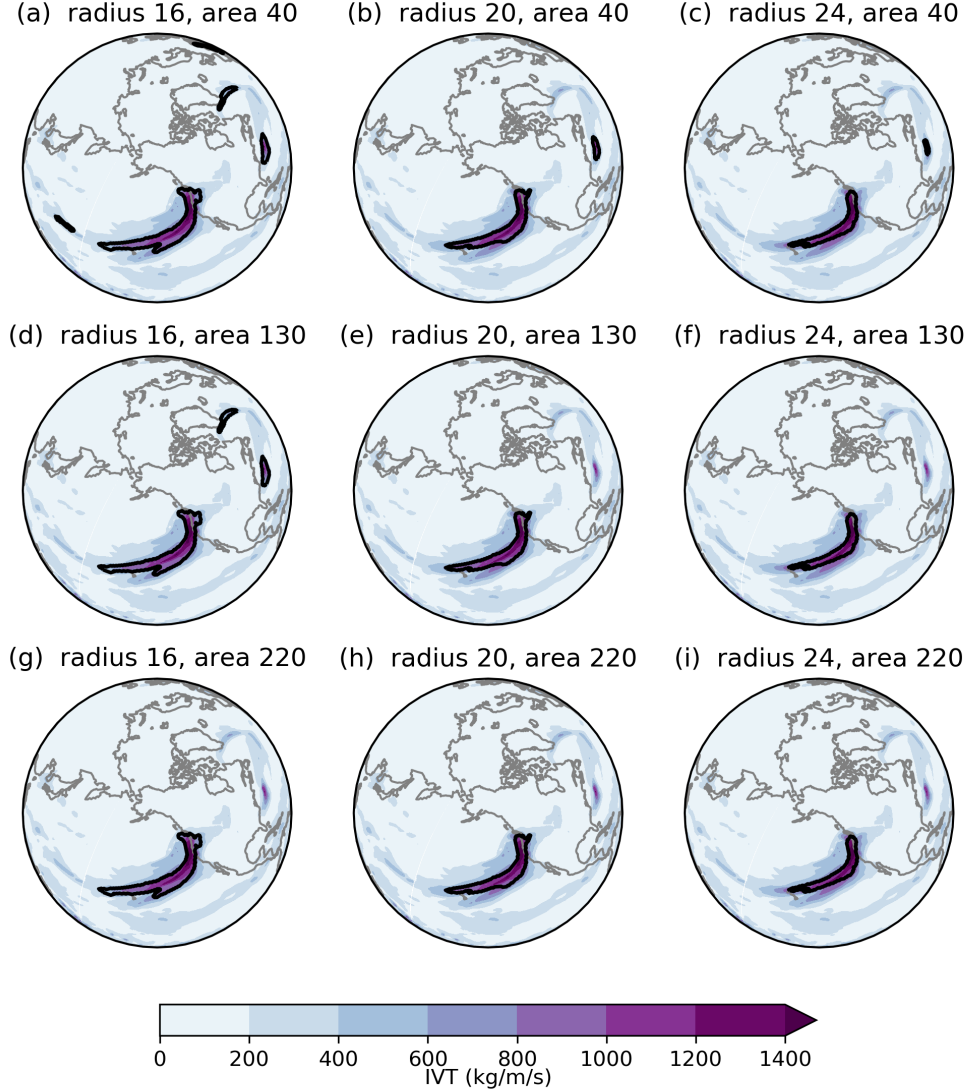 (a) radius 16, area 40
(b) radius 20, area 40
(c) radius 24, area 40
(d) radius 16, area 130
(e) radius 20, area 130
(f) radius 24, area 130
(g) radius 16, area 220
(h) radius 20, area 220
(i) radius 24, area 220
0 200 400 600 800 1000 1200 1400
IVT (kg/m/s)